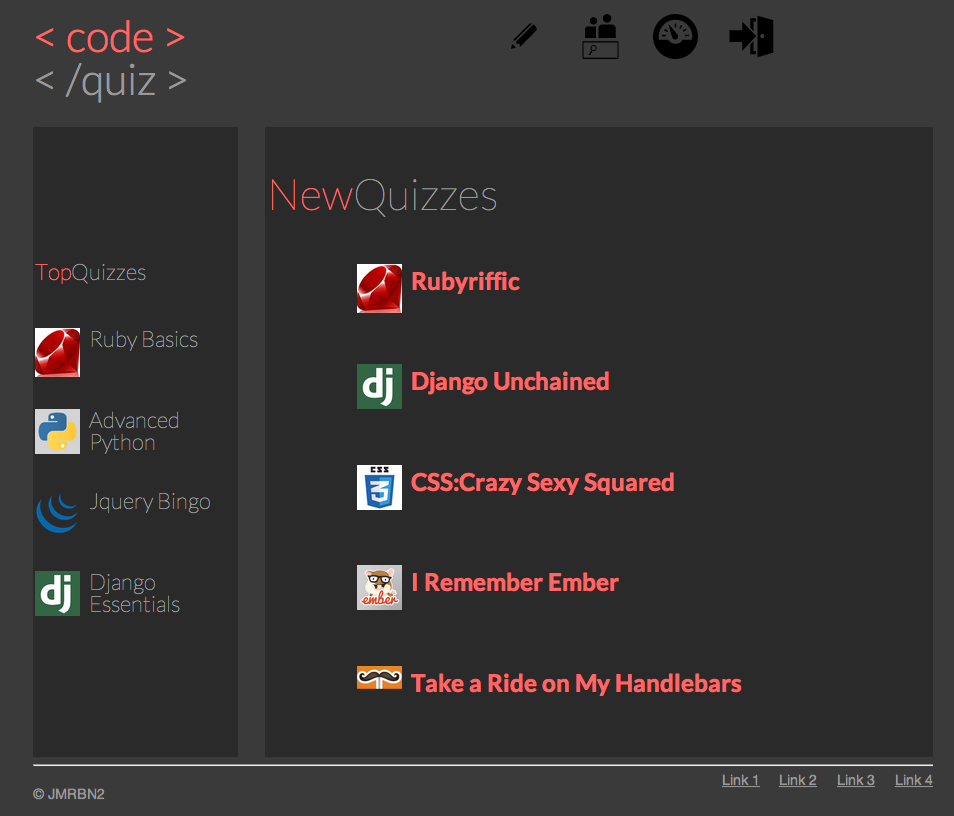 < code >
< /quiz >
TopQuizzes
Ruby Basics
Advanced
Python
Jquery Bingo
dj
Django
Essentials
NewQuizzes
Rubyriffic
dj
Django Unchained
CSS
3
CSS:Crazy Sexy Squared
ember
I Remember Ember
Take a Ride on My Handlebars
© JMRBN2
Link 1 Link 2 Link 3 Link 4